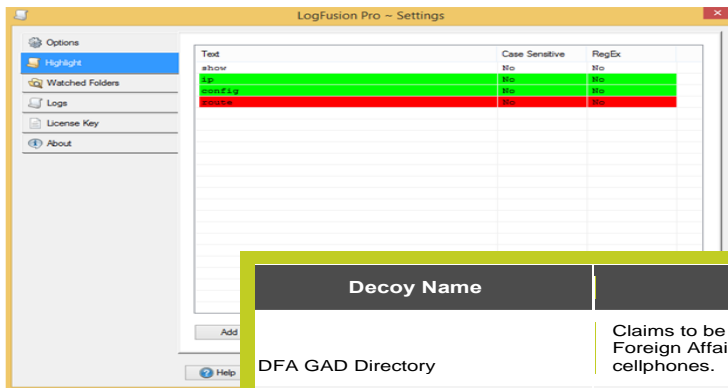 LogFusion Pro ~ Settings
Options
Highlight
Watched Folders
Logs
License Key
About
Text Case Sensitive RegEx
show No No
ip No No
config No No
route No No
Add
Help
Decoy Name
DFA GAD Directory
Claims to be
Foreign Affai
cellphones.